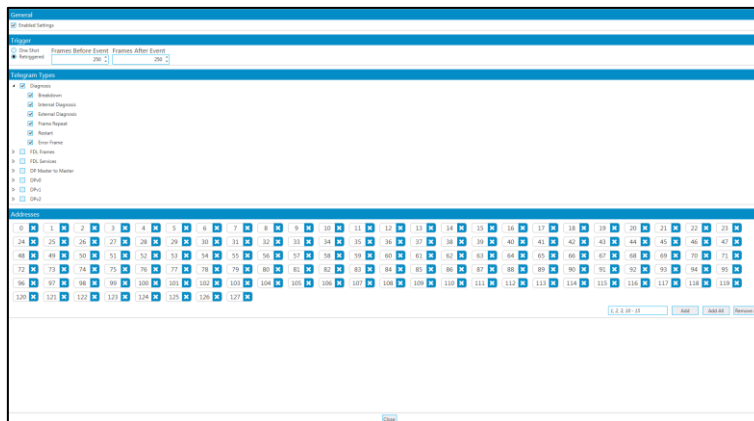 General
Enabled Settings
Trigger
One Shot
Retriggered
Frames Before Event Frames After Event
250 250
Telegram Types
Diagnosis
Breakdown
Internal Diagnosis
External Diagnosis
Frame Repeat
Restart
Error Frame
FDL Frames
FDL Services
DP-Master to Master
DPv0
DPv1
DPv2
Addresses
0 1 2 3 4 5 6 7 8 9 10 11 12 13 14 15 16 17 18 19 20 21 22 23
24 25 26 27 28 29 30 31 32 33 34 35 36 37 38 39 40 41 42 43 44 45 46 47
48 49 50 51 52 53 54 55 56 57 58 59 60 61 62 63 64 65 66 67 68 69 70 71
72 73 74 75 76 77 78 79 80 81 82 83 84 85 86 87 88 89 90 91 92 93 94 95
96 97 98 99 100 101 102 103 104 105 106 107 108 109 110 111 112 113 114 115 116 117 118 119
120 121 122 123 124 125 126 127
1, 2, 3, 10 - 15 Add Add All Remove
Close